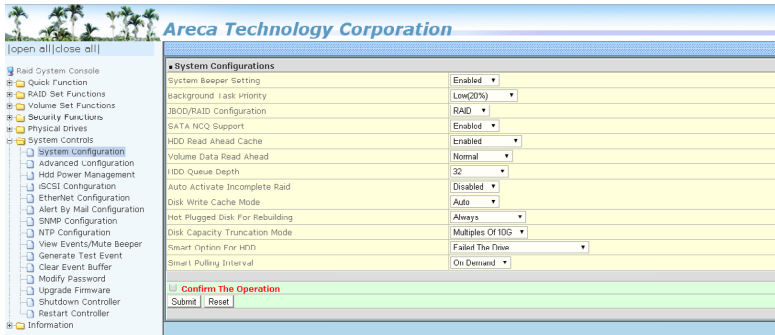 Areca Technology Corporation
|open all|close all|
Raid System Console
Quick Function
RAID Set Functions
Volume Set Functions
Security Functions
Physical Drives
System Controls
System Configuration
Advanced Configuration
Hdd Power Management
iSCSI Configuration
EtherNet Configuration
Alert By Mail Configuration
SNMP Configuration
NTP Configuration
View Events/Mute Beeper
Generate Test Event
Clear Event Buffer
Modify Password
Upgrade Firmware
Shutdown Controller
Restart Controller
Information
System Configurations
System Beeper Setting Enabled
Background Task Priority Low(20%)
JBOD/RAID Configuration RAID
SATA NCQ Support Enabled
HDD Read Ahead Cache Enabled
Volume Data Read Ahead Normal
HDD Queue Depth 32
Auto Activate Incomplete Raid Disabled
Disk Write Cache Mode Auto
Hot Plugged Disk For Rebuilding Always
Disk Capacity Truncation Mode Multiples Of 10G
Smart Option For HDD Failed The Drive
Smart Pulling Interval On Demand
Confirm The Operation
Submit Reset